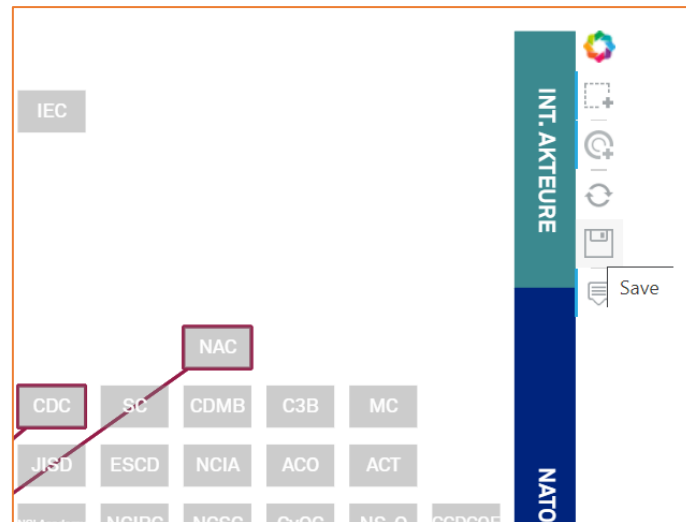 INT. AKTEURE
IEC
Save
NAC
CDC SC CDMB C3B MC
JISD ESCD NCIA ACO ACT
NATO